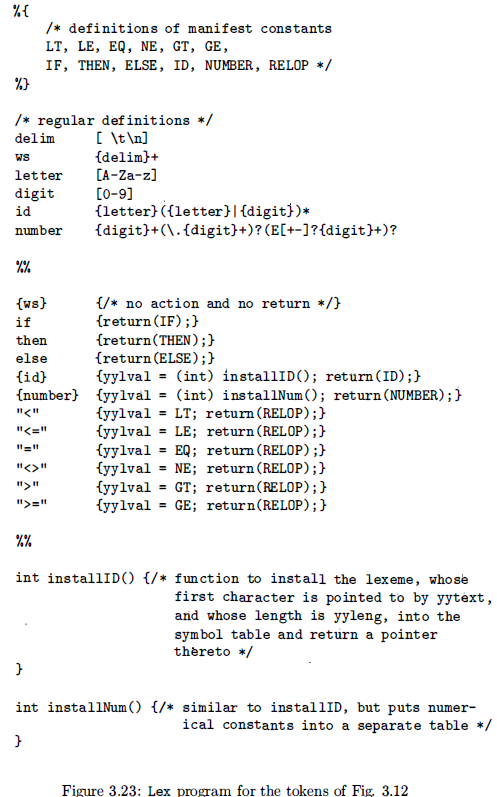 %{
/* definitions of manifest constants
LT, LE, EQ, NE, GT, GE,
IF, THEN, ELSE, ID, NUMBER, RELOP */
%}
/* regular definitions */
delim [ \t\n]
ws {delim}+
letter [A-Za-z]
digit [0-9]
id {letter}({letter}|{digit})*
number {digit}+(\.{digit}+)?(E[+-]?{digit}+)?
%%
{ws} {/* no action and no return */}
if {return(IF);}
then {return(THEN);}
else {return(ELSE);}
{id} {yylval = (int) installID(); return(ID);}
{number} {yylval = (int) installNum(); return(NUMBER);}
"<" {yylval = LT; return(RELOP);}
"<=" {yylval = LE; return(RELOP);}
"=" {yylval = EQ; return(RELOP);}
"<>" {yylval = NE; return(RELOP);}
">" {yylval = GT; return(RELOP);}
">=" {yylval = GE; return(RELOP);}
%%
int installID() {/* function to install the lexeme, whose
first character is pointed to by yytext,
and whose length is yyleng, into the
symbol table and return a pointer
thereto */
}
int installNum() {/* similar to installID, but puts numer-
ical constants into a separate table */
}
Figure 3.23: Lex program for the tokens of Fig. 3.12